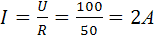 I = U/R = 100/50 = 2A